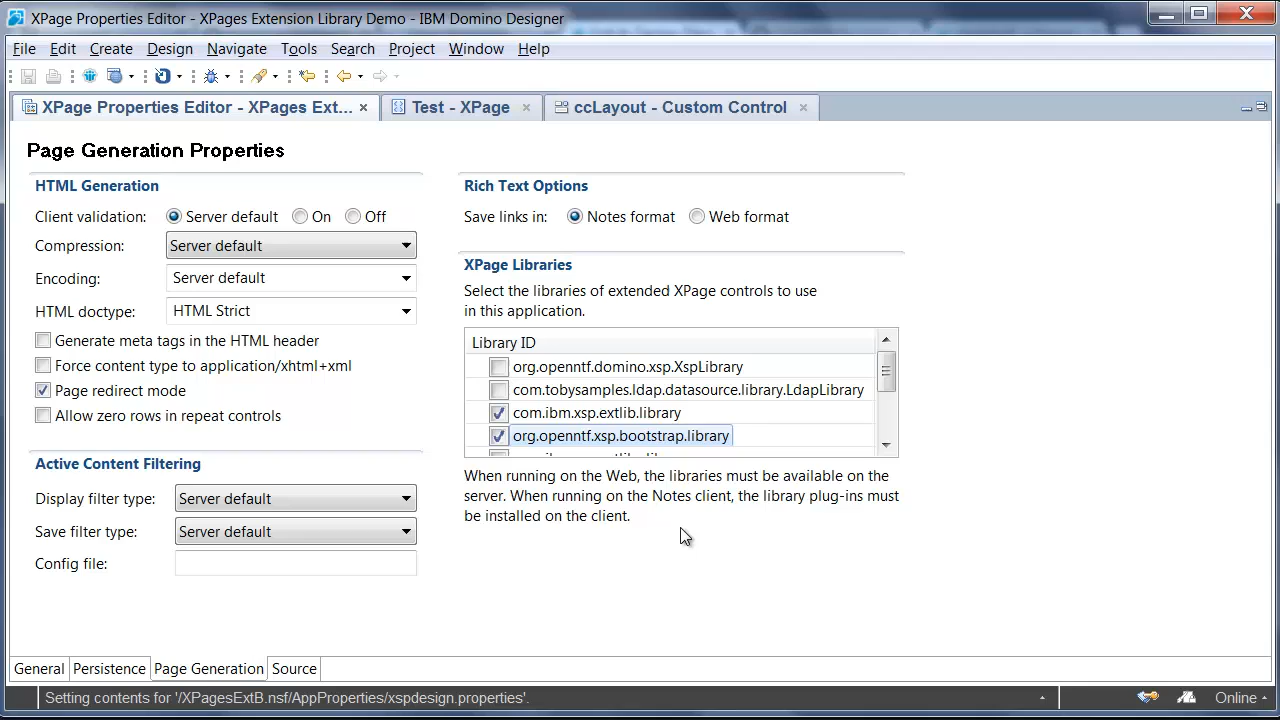 XPage Properties Editor - XPages Extension Library Demo - IBM Domino Designer
File Edit Create Design Navigate Tools Search Project Window Help
XPage Properties Editor - XPages Ext... Test - XPage ccLayout - Custom Control
Page Generation Properties
HTML Generation
Client validation: Server default On Off
Compression: Server default
Encoding: Server default
HTML doctype: HTML Strict
Generate meta tags in the HTML header
Force content type to application/xhtml+xml
Page redirect mode
Allow zero rows in repeat controls
Active Content Filtering
Display filter type: Server default
Save filter type: Server default
Config file:
Rich Text Options
Save links in: Notes format Web format
XPage Libraries
Select the libraries of extended XPage controls to use
in this application.
Library ID
org.openntf.domino.xsp.XspLibrary
com.tobysamples.ldap.datasource.library.LdapLibrary
com.ibm.xsp.extlib.library
org.openntf.xsp.bootstrap.library
When running on the Web, the libraries must be available on the
server. When running on the Notes client, the library plug-ins must
be installed on the client.
General Persistence Page Generation Source
Setting contents for '/XPagesExtB.nsf/AppProperties/xspdesign.properties'. Online